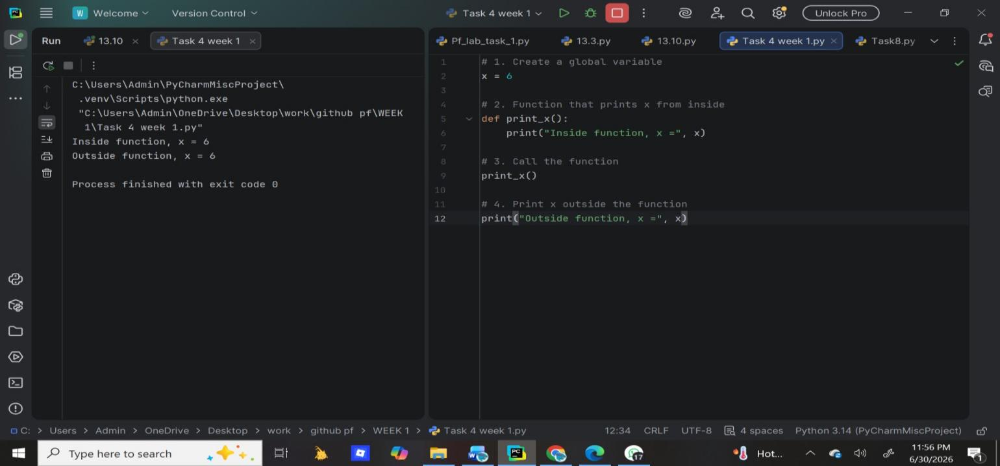 W Welcome Version Control Task 4 week 1 Unlock Pro
Run 13.10 Task 4 week 1
C:\Users\Admin\PyCharmMiscProject\
.venv\Scripts\python.exe
"C:\Users\Admin\OneDrive\Desktop\work\github pf\WEEK
1\Task 4 week 1.py"
Inside function, x = 6
Outside function, x = 6
Process finished with exit code 0
Pf_lab_task_1.py 13.3.py 13.10.py Task 4 week 1.py Task8.py
1 # 1. Create a global variable
2 x = 6
3
4 # 2. Function that prints x from inside
5 def print_x():
6 print("Inside function, x =", x)
7
8 # 3. Call the function
9 print_x()
10
11 # 4. Print x outside the function
12 print("Outside function, x =", x)
C: > Users > Admin > OneDrive > Desktop > work > github pf > WEEK 1 > Task 4 week 1.py 12:34 CRLF UTF-8 4 spaces Python 3.14 (PyCharmMiscProject)
Type here to search PC 17 Hot... 11:56 PM
6/30/2026 1